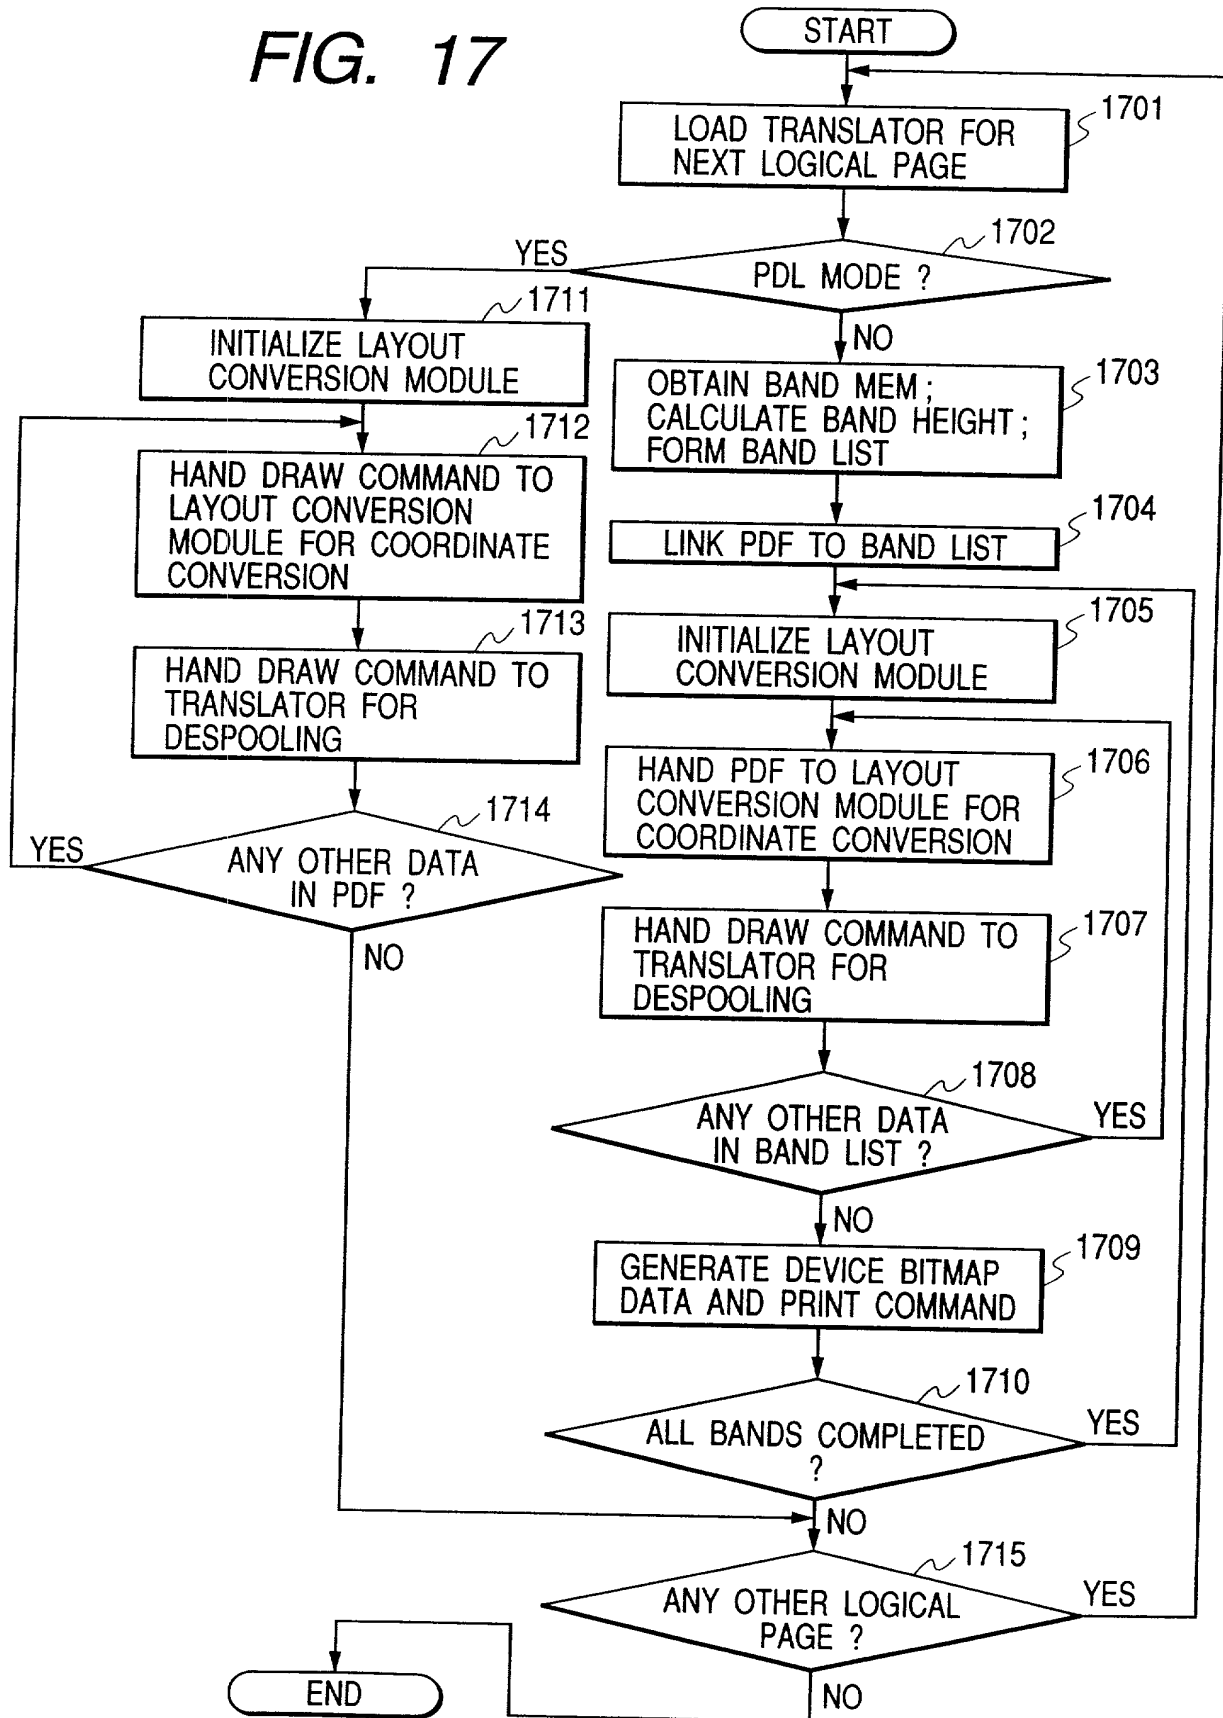 FIG. 17
START
1701
LOAD TRANSLATOR FOR
NEXT LOGICAL PAGE
1702
YES
PDL MODE ?
NO
1711
INITIALIZE LAYOUT
CONVERSION MODULE
1703
OBTAIN BAND MEM;
CALCULATE BAND HEIGHT;
FORM BAND LIST
1712
HAND DRAW COMMAND TO
LAYOUT CONVERSION
MODULE FOR COORDINATE
CONVERSION
1704
LINK PDF TO BAND LIST
1713
HAND DRAW COMMAND TO
TRANSLATOR FOR
DESPOOLING
1705
INITIALIZE LAYOUT
CONVERSION MODULE
1706
HAND PDF TO LAYOUT
CONVERSION MODULE FOR
COORDINATE CONVERSION
1714
YES
ANY OTHER DATA
IN PDF ?
NO
1707
HAND DRAW COMMAND TO
TRANSLATOR FOR
DESPOOLING
1708
ANY OTHER DATA
IN BAND LIST ?
YES
NO
1709
GENERATE DEVICE BITMAP
DATA AND PRINT COMMAND
1710
ALL BANDS COMPLETED
?
YES
NO
1715
ANY OTHER LOGICAL
PAGE ?
YES
NO
END